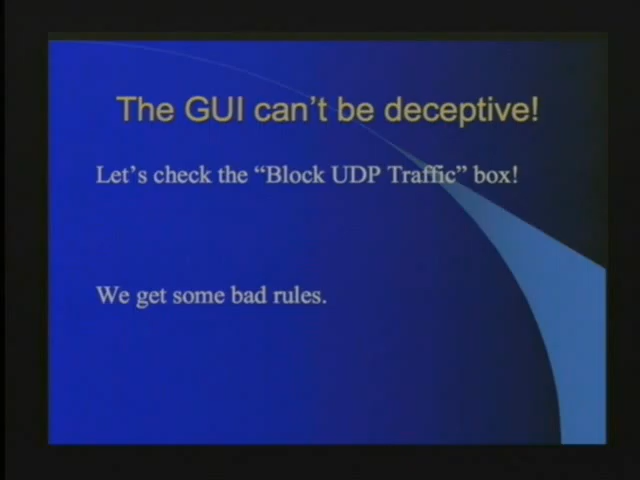 The GUI can't be deceptive!
Let's check the “Block UDP Traffic” box!
We get some bad rules.